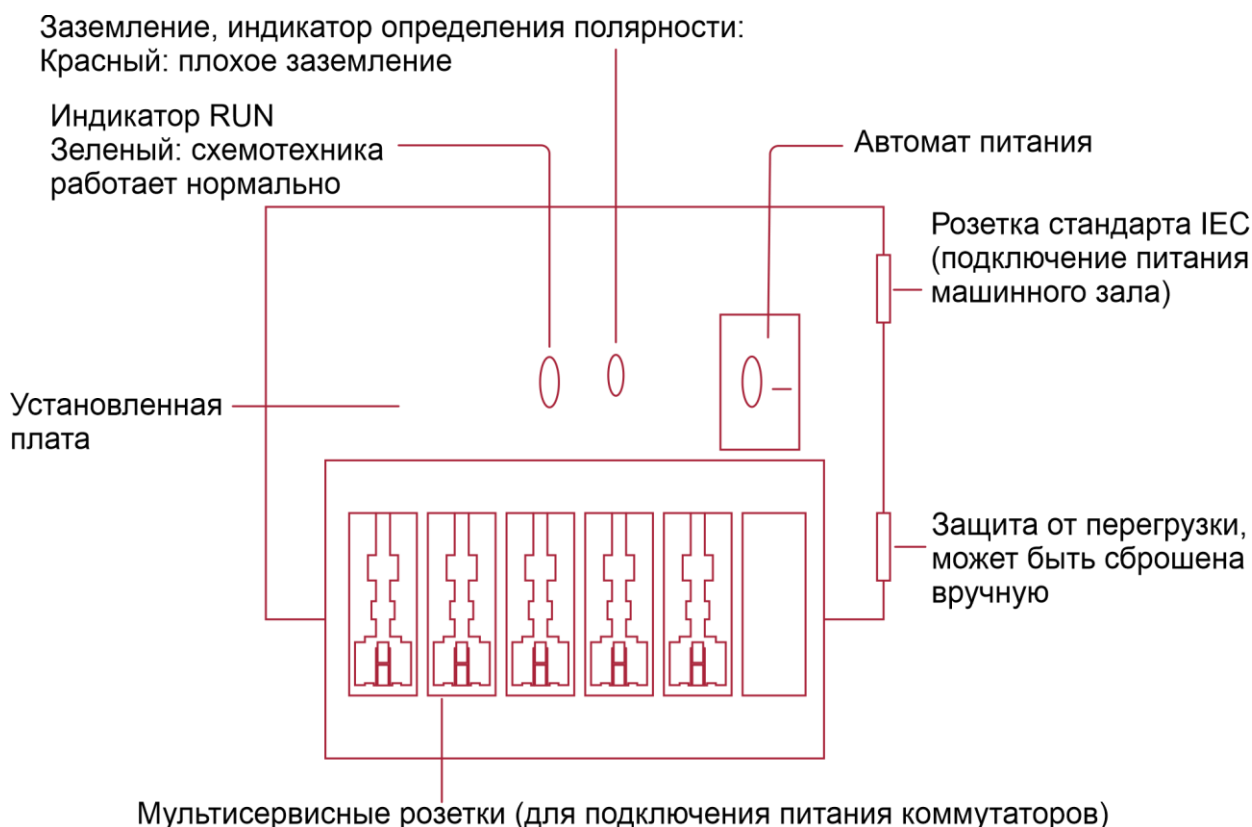 Заземление, индикатор определения полярности:
Красный: плохое заземление
Индикатор RUN
Зеленый: схемотехника
работает нормально
Автомат питания
Розетка стандарта IEC
(подключение питания
машинного зала)
Установленная
плата
Защита от перегрузки,
может быть сброшена
вручную
Мультисервисные розетки (для подключения питания коммутаторов)